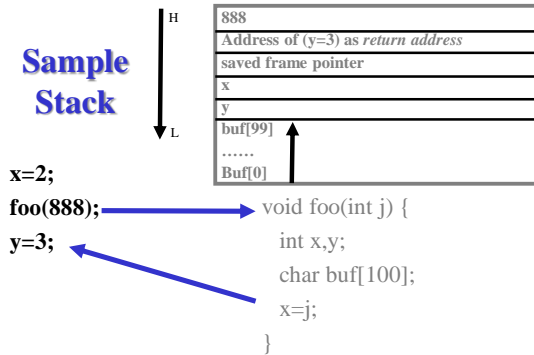 Sample
Stack
H
L
888
Address of (y=3) as return address
saved frame pointer
x
y
buf[99]
......
Buf[0]
x=2;
foo(888);
y=3;
void foo(int j) {
int x,y;
char buf[100];
x=j;
}